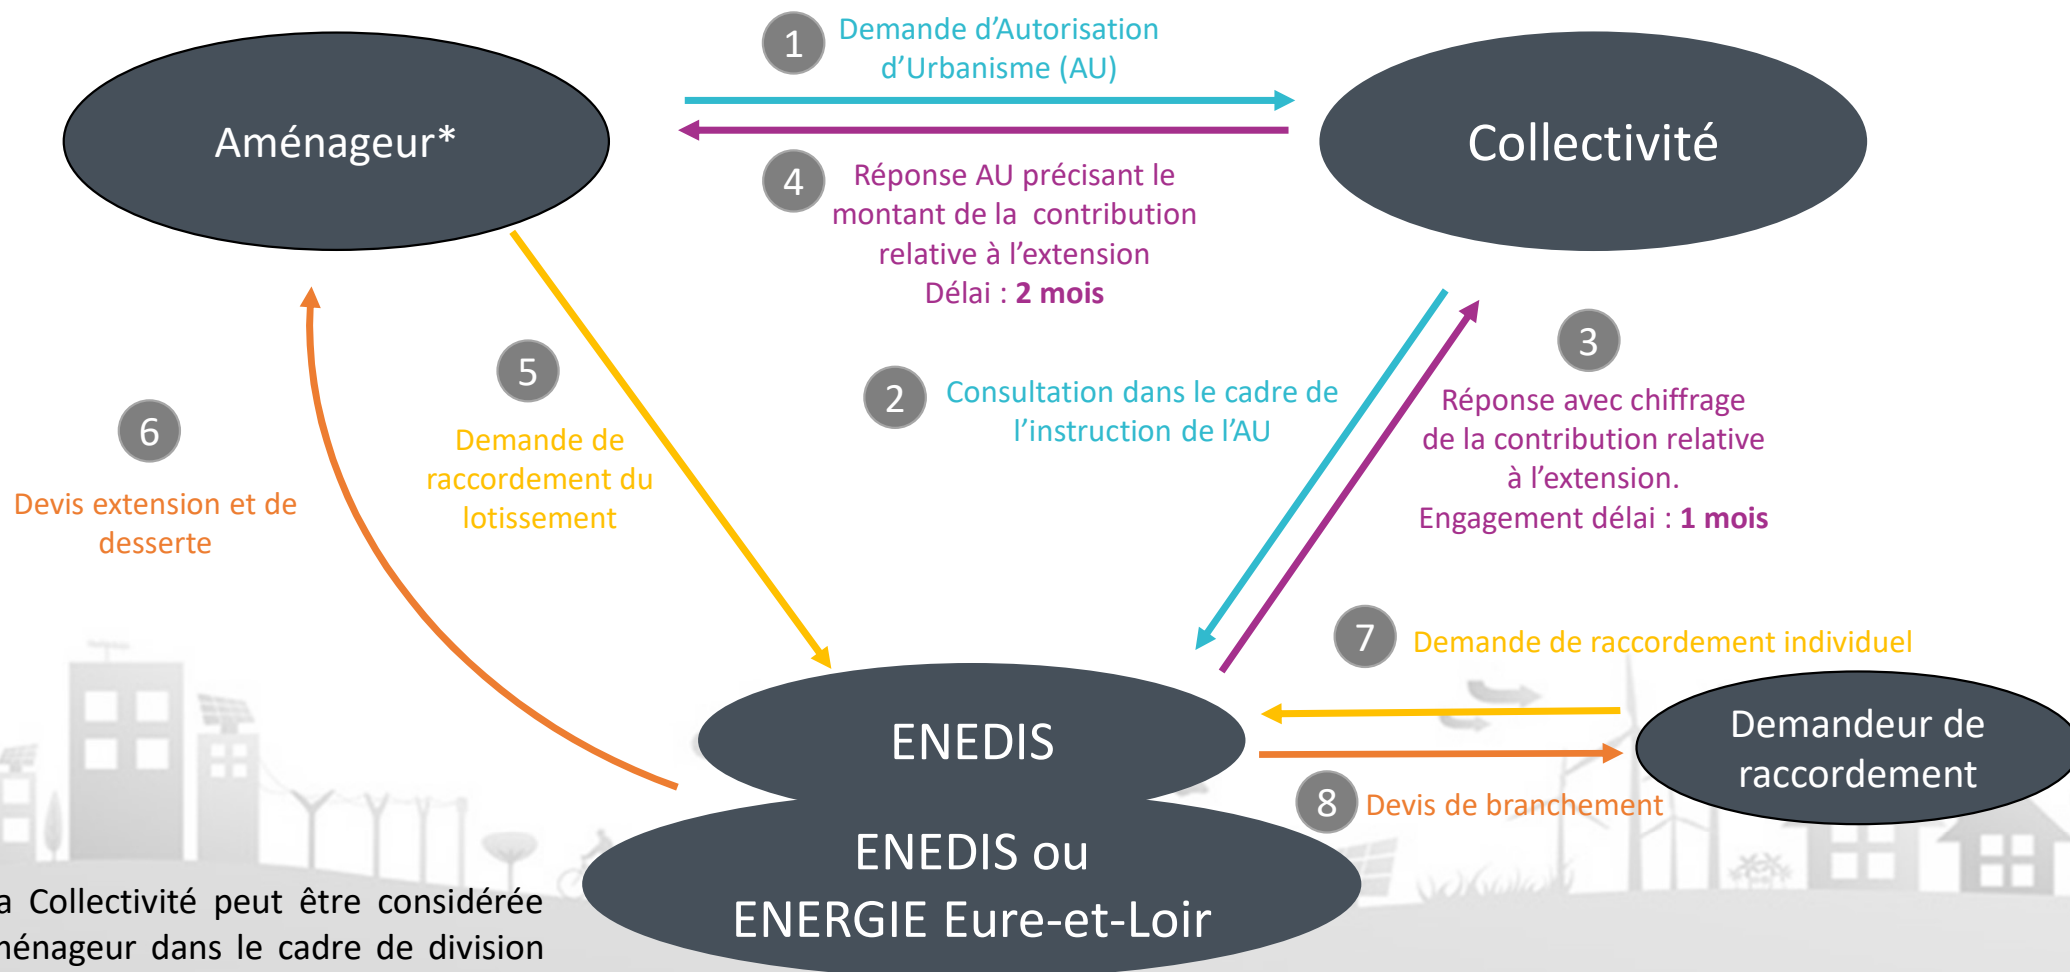 1
Demande d’Autorisation
d’Urbanisme (AU)
Aménageur*
Collectivité
4
Réponse AU précisant le
montant de la contribution
relative à l’extension
Délai : 2 mois
3
Réponse avec chiffrage
de la contribution relative
à l’extension.
Engagement délai : 1 mois
2
Consultation dans le cadre de
l’instruction de l’AU
5
Demande de
raccordement du
lotissement
6
Devis extension et de
desserte
7
Demande de raccordement individuel
ENEDIS
Demandeur de
raccordement
8
Devis de branchement
ENEDIS ou
ENERGIE Eure-et-Loir
a Collectivité peut être considérée
ménageur dans le cadre de division